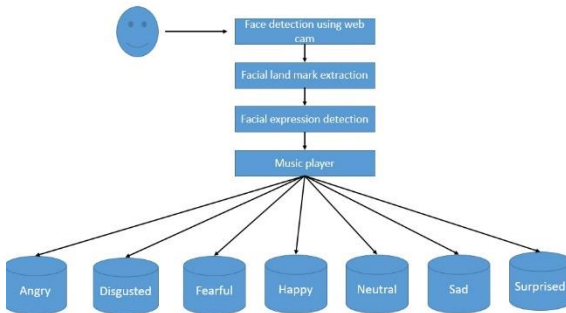 Face detection using web
cam
Facial land mark extraction
Facial expression detection
Music player
Angry
Disgusted
Fearful
Happy
Neutral
Sad
Surprised